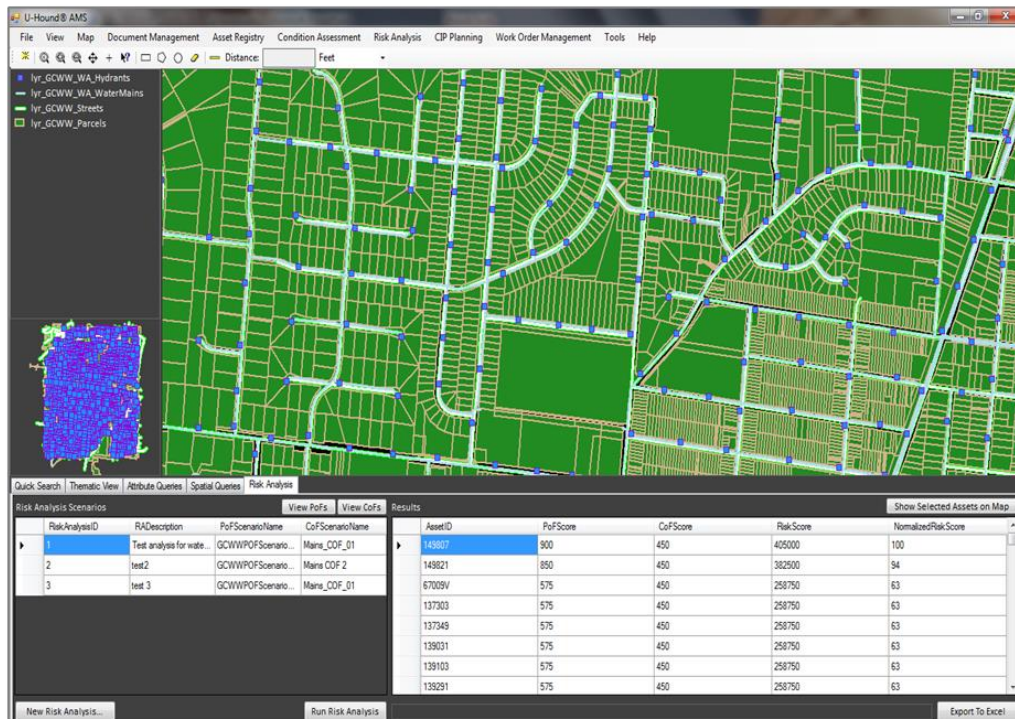 U-Hound® AMS
File View Map Document Management Asset Registry Condition Assessment Risk Analysis CIP Planning Work Order Management Tools Help
Distance: Feet
lyr_GCWW_WA_Hydrants
lyr_GCWW_WA_WaterMains
lyr_GCWW_Streets
lyr_GCWW_Parcels
Quick Search Thematic View Attribute Queries Spatial Queries Risk Analysis
Risk Analysis Scenarios View PoFs View CoFs Results Show Selected Assets on Map
RiskAnalysisID RADescription PoFScenarioName CoFScenarioName AssetID PoFScore CoFScore RiskScore NormalizedRiskScore
1 Test analysis for wate... GCWWPOFScenario... Mains_COF_01 149807 900 450 405000 100
2 test2 GCWWPOFScenario... Mains COF 2 149821 850 450 382500 94
3 test 3 GCWWPOFScenario... Mains_COF_01 67009V 575 450 258750 63
137303 575 450 258750 63
137349 575 450 258750 63
139031 575 450 258750 63
139103 575 450 258750 63
139291 575 450 258750 63
New Risk Analysis... Run Risk Analysis Export To Excel